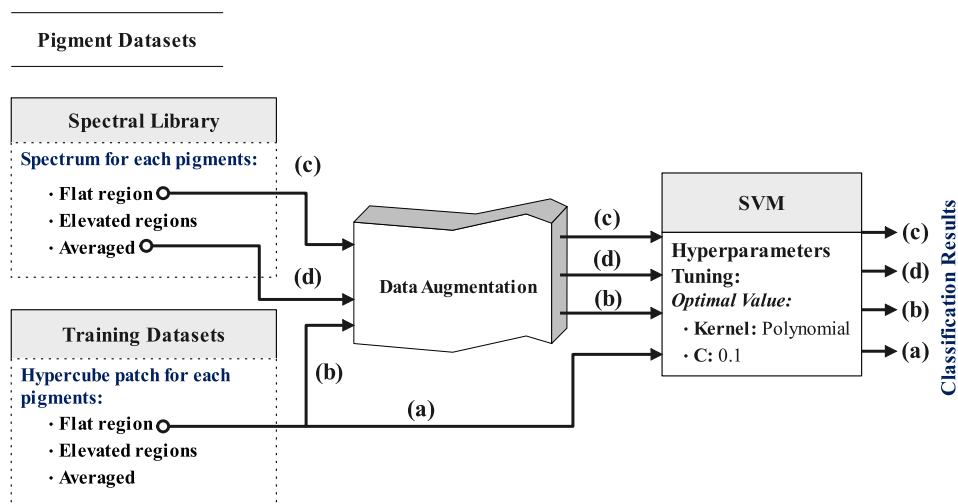 Pigment Datasets
Spectral Library
Spectrum for each pigments:
· Flat region
· Elevated regions
· Averaged
(c)
(d)
Training Datasets
Hypercube patch for each
pigments:
· Flat region
· Elevated regions
· Averaged
(b)
(a)
Data Augmentation
(c)
(d)
(b)
SVM
Hyperparameters
Tuning:
Optimal Value:
· Kernel: Polynomial
· C: 0.1
(c)
(d)
(b)
(a)
Classification Results